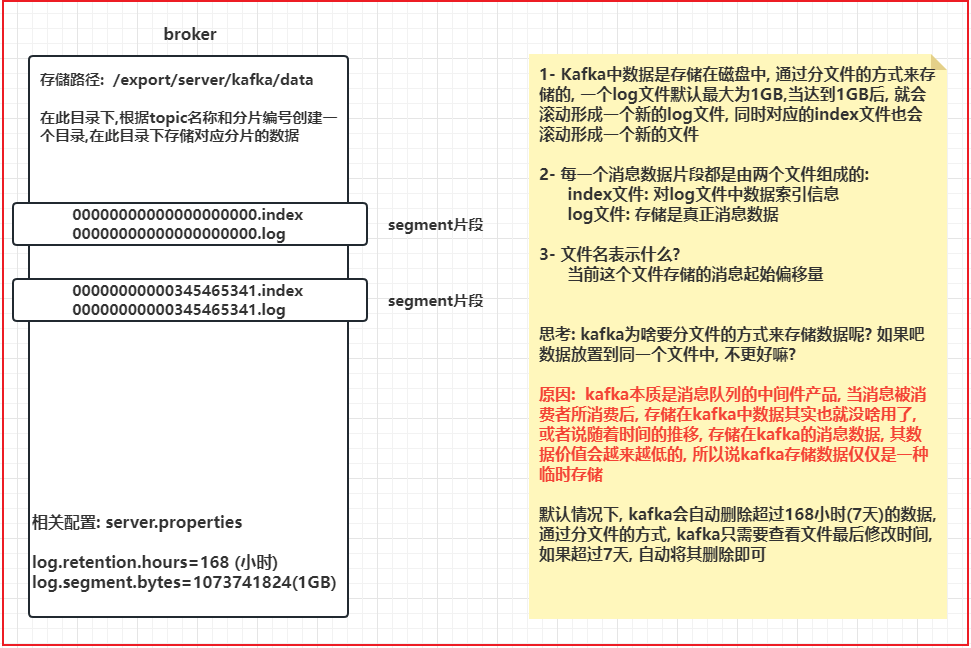 broker
存储路径: /export/server/kafka/data
在此目录下,根据topic名称和分片编号创建一
个目录,在此目录下存储对应分片的数据
00000000000000000000.index
00000000000000000000.log
segment片段
00000000000345465341.index
00000000000345465341.log
segment片段
相关配置: server.properties
log.retention.hours=168 (小时)
log.segment.bytes=1073741824(1GB)
1- Kafka中数据是存储在磁盘中, 通过分文件的方式来存
储的, 一个log文件默认最大为1GB,当达到1GB后, 就会
滚动形成一个新的log文件, 同时对应的index文件也会
滚动形成一个新的文件
2- 每一个消息数据片段都是由两个文件组成的:
index文件: 对log文件中数据索引信息
log文件: 存储是真正消息数据
3- 文件名表示什么?
当前这个文件存储的消息起始偏移量
思考: kafka为啥要分文件的方式来存储数据呢? 如果吧
数据放置到同一个文件中, 不更好嘛?
原因: kafka本质是消息队列的中间件产品, 当消息被消
费者所消费后, 存储在kafka中数据其实也就没啥用了,
或者说随着时间的推移, 存储在kafka的消息数据, 其数
据价值会越来越低的, 所以说kafka存储数据仅仅是一种
临时存储
默认情况下, kafka会自动删除超过168小时(7天)的数据,
通过分文件的方式, kafka只需要查看文件最后修改时间,
如果超过7天, 自动将其删除即可